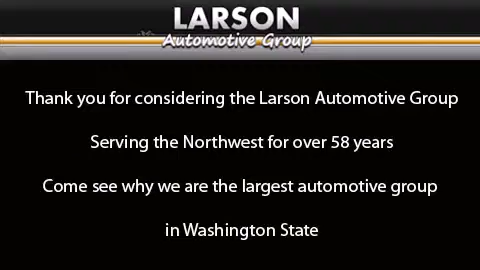 LARSON
Automotive Group
Thank you for considering the Larson Automotive Group
Serving the Northwest for over 58 years
Come see why we are the largest automotive group
in Washington State